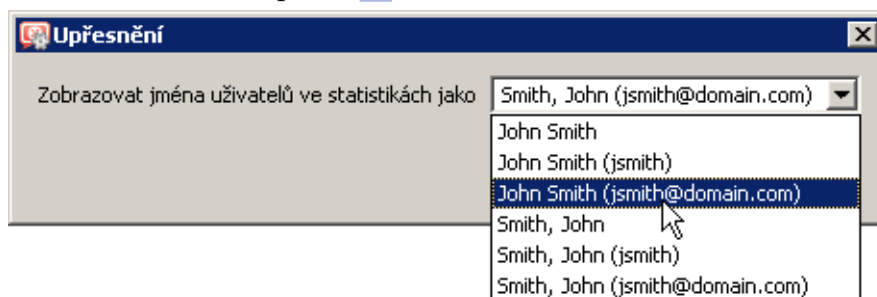 Upřesnění
Zobrazovat jména uživatelů ve statistikách jako Smith, John (jsmith@domain.com)
John Smith
John Smith (jsmith)
John Smith (jsmith@domain.com)
Smith, John
Smith, John (jsmith)
Smith, John (jsmith@domain.com)